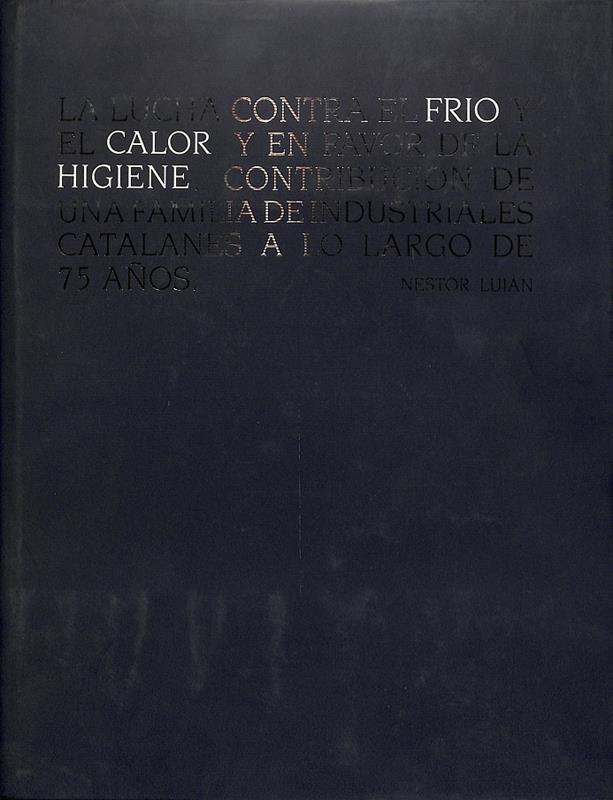 LA LUCHA CONTRA EL FRIO Y
EL CALOR Y EN FAVOR DE LA
HIGIENE. CONTRIBUCION DE
UNA FAMILIA DE INDUSTRIALES
CATALANES A LO LARGO DE
75 AÑOS.
NESTOR LUJAN